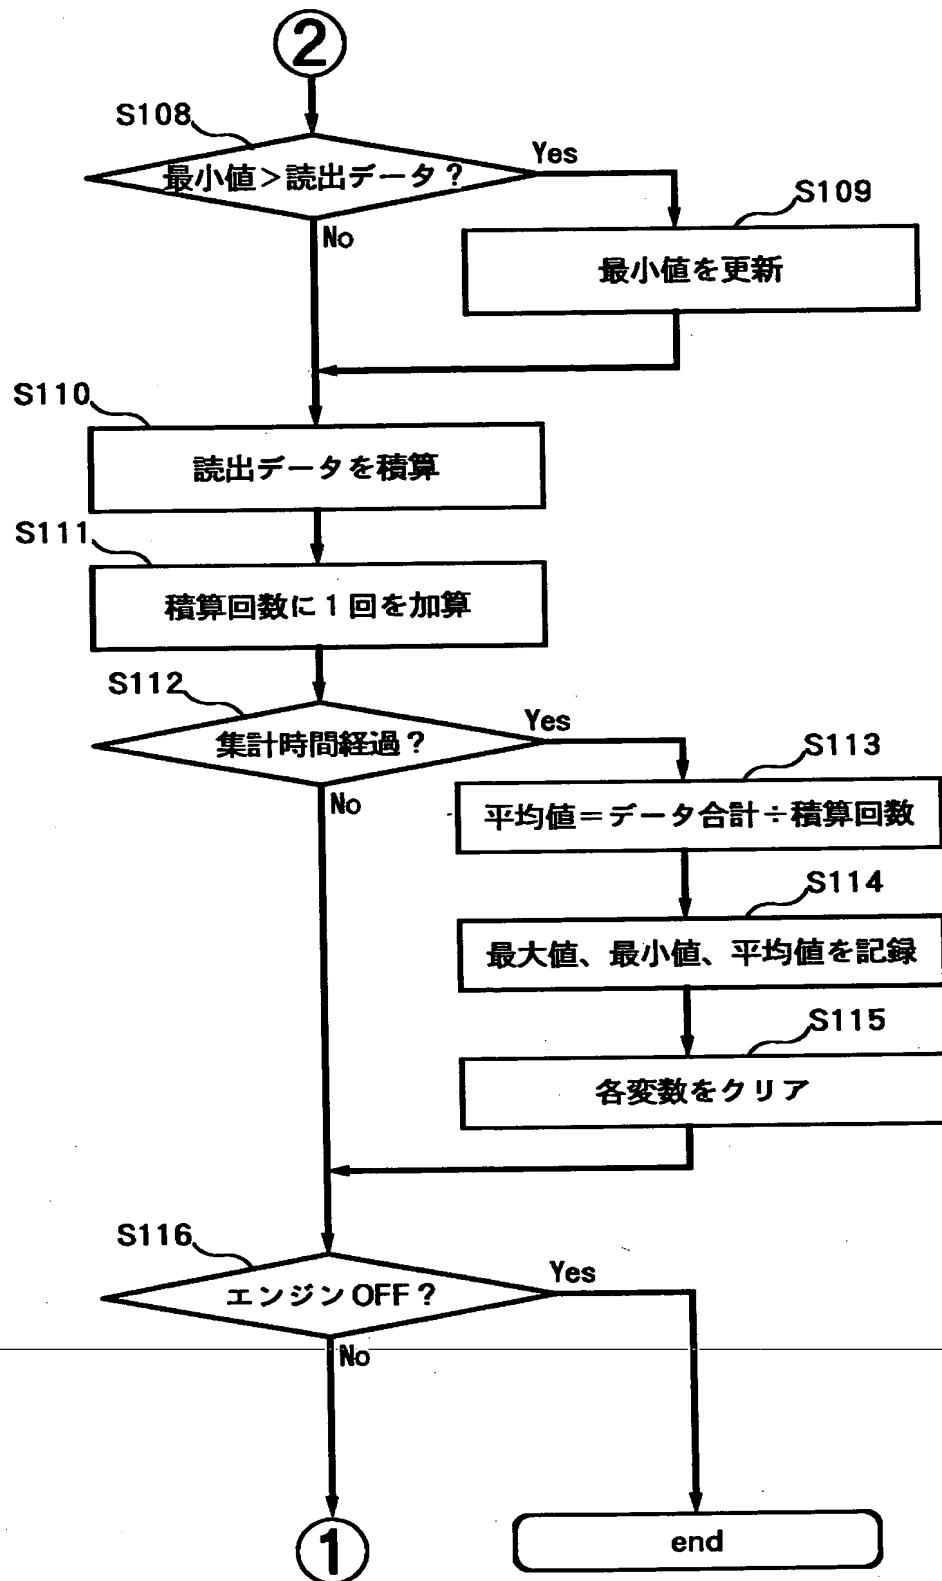 ②
S108
最小値＞読出データ？
Yes
No
S109
最小値を更新
S110
読出データを積算
S111
積算回数に１回を加算
S112
集計時間経過？
Yes
No
S113
平均値＝データ合計÷積算回数
S114
最大値、最小値、平均値を記録
S115
各変数をクリア
S116
エンジンOFF？
Yes
No
①
end